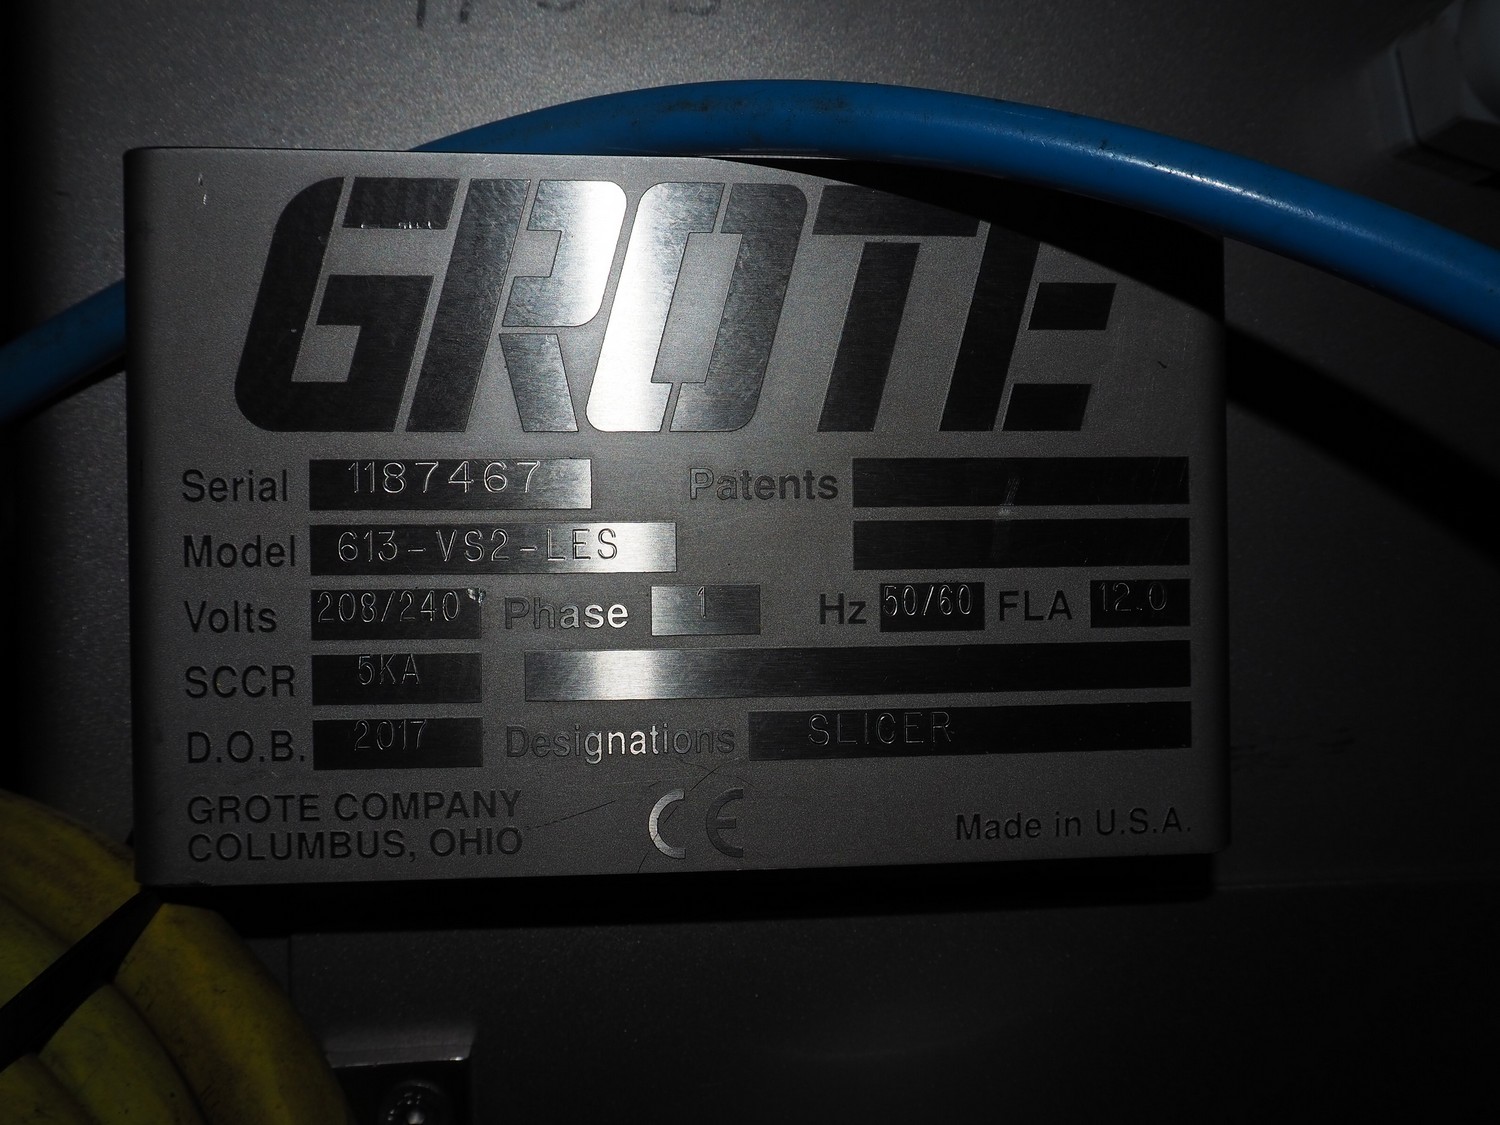 GROTE
Serial 1187467 Patents
Model 613-VS2-LES
Volts 208/240 Phase 1 Hz 50/60 FLA 12.0
SCCR 5KA
D.O.B. 2017 Designations SLICER
GROTE COMPANY
COLUMBUS, OHIO
CE
Made in U.S.A.